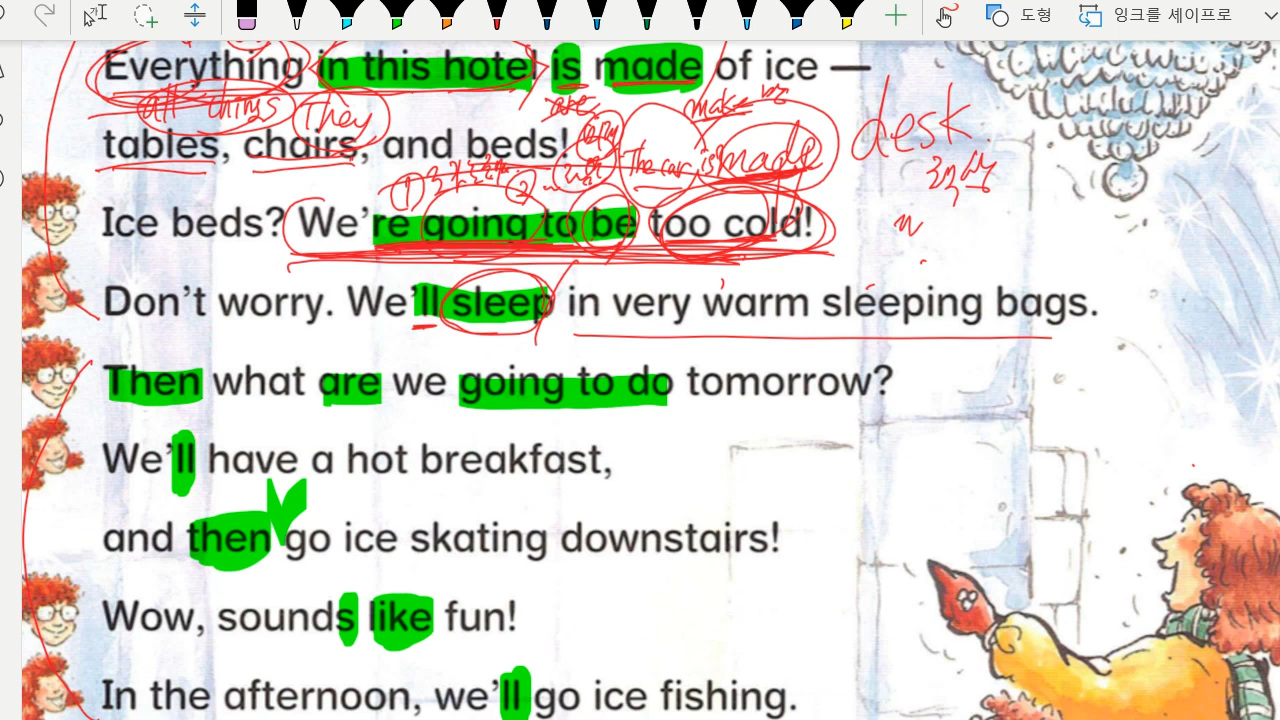 도형
잉크를 셰이프로
Everything in this hotel is made of ice —
all things They are make
tables, chairs, and beds!
The car is made
desk
① ②
Ice beds? We're going to be too cold!
Don't worry. We'll sleep in very warm sleeping bags.
Then what are we going to do tomorrow?
We'll have a hot breakfast,
and then go ice skating downstairs!
Wow, sounds like fun!
In the afternoon, we'll go ice fishing.